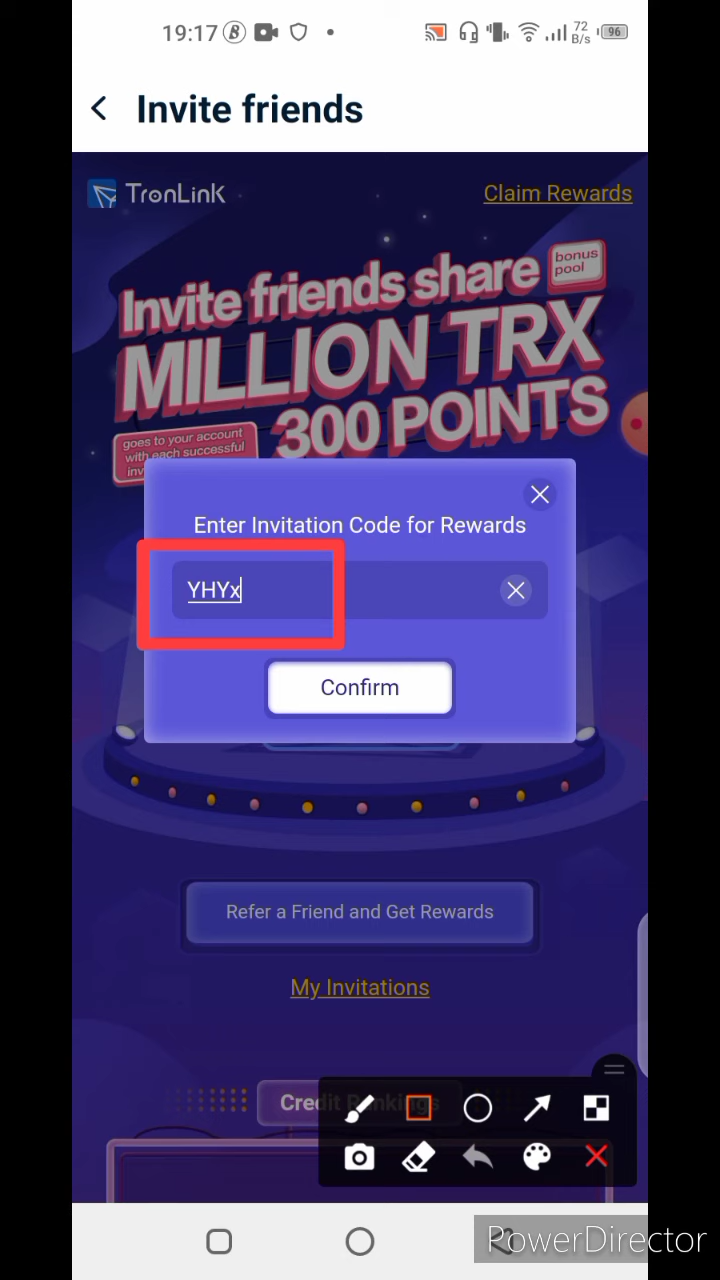 19:17
72
B/s
96
Invite friends
TronLink
Claim Rewards
Invite friends share
bonus
pool
MILLION TRX
300 POINTS
goes to your account
with each successful
Enter Invitation Code for Rewards
YHYx
Confirm
Refer a Friend and Get Rewards
My Invitations
Credit Rankings
PowerDirector